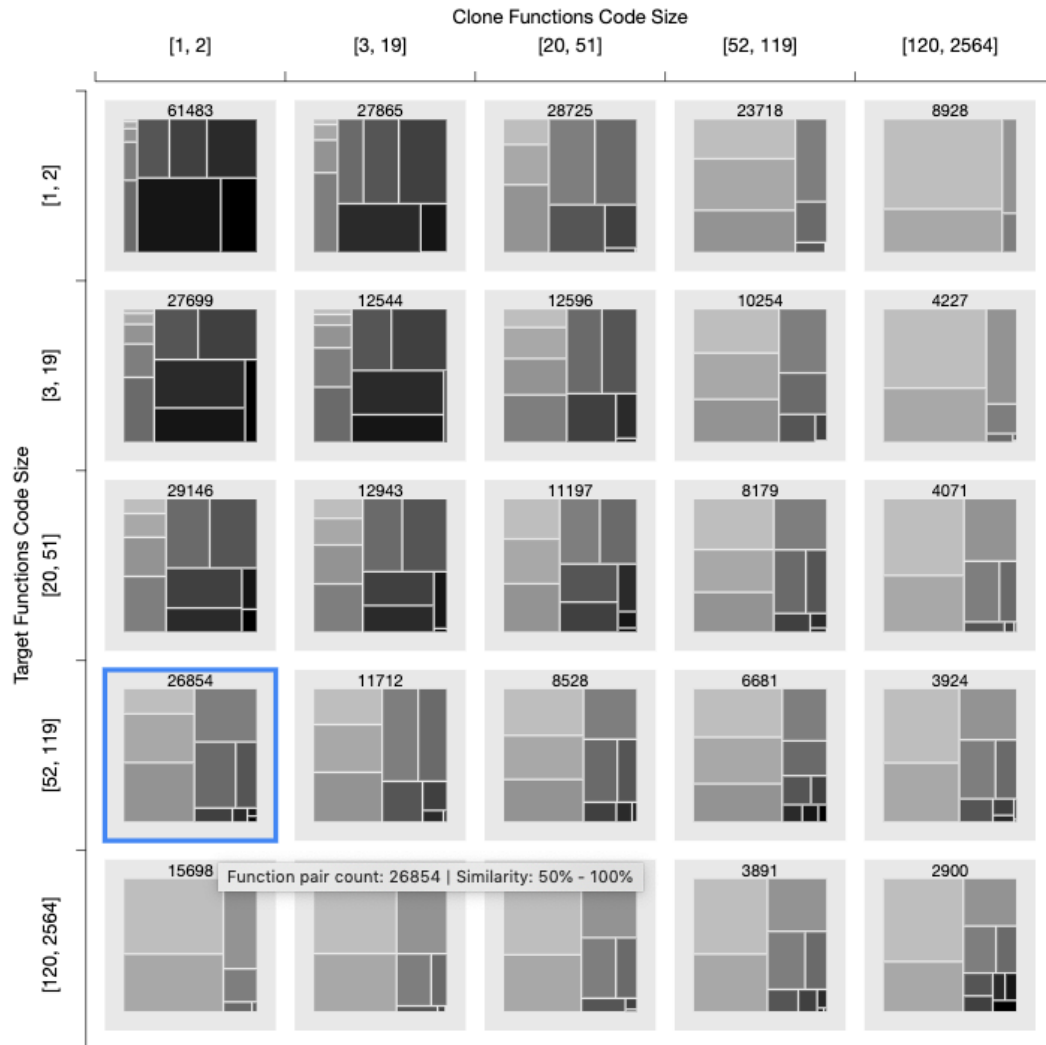 Clone Functions Code Size
[1, 2] [3, 19] [20, 51] [52, 119] [120, 2564]
Target Functions Code Size
[1, 2]
61483 27865 28725 23718 8928
[3, 19]
27699 12544 12596 10254 4227
[20, 51]
29146 12943 11197 8179 4071
[52, 119]
26854 11712 8528 6681 3924
[120, 2564]
15698 3891 2900
Function pair count: 26854 | Similarity: 50% - 100%